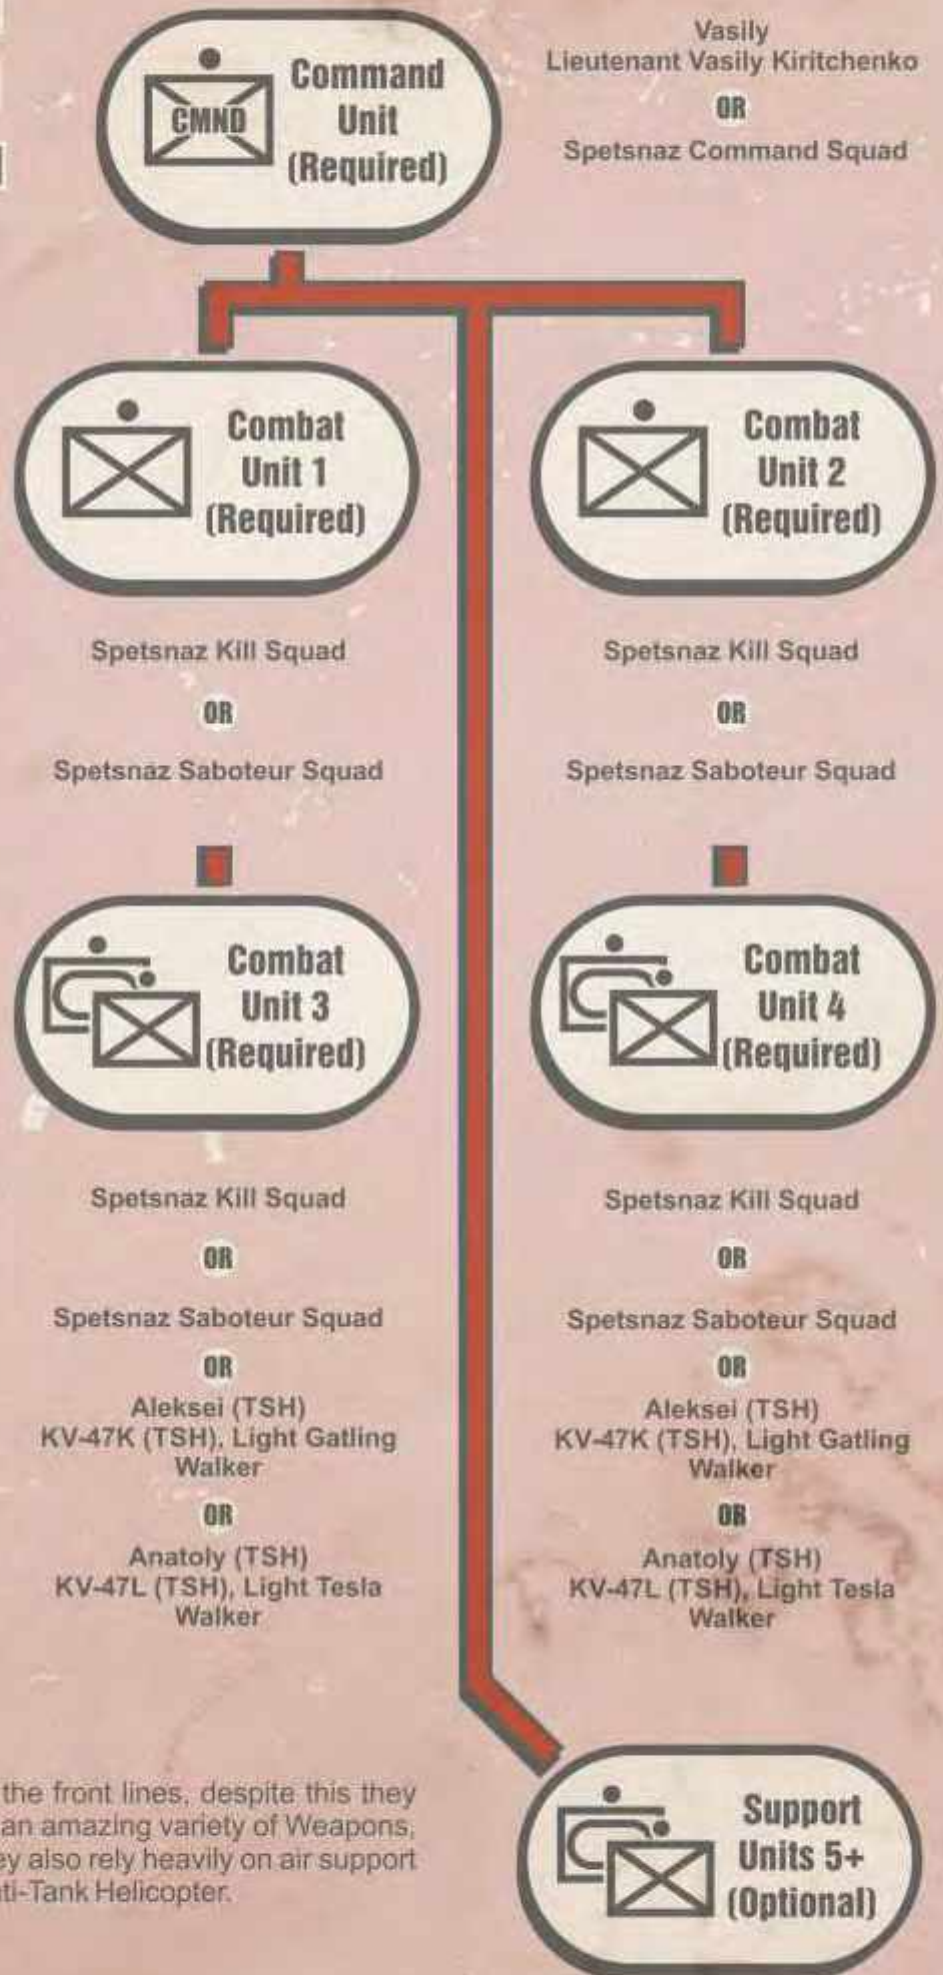 CMND
Command
Unit
(Required)
Vasily
Lieutenant Vasily Kiritchenko
OR
Spetsnaz Command Squad
Combat
Unit 1
(Required)
Spetsnaz Kill Squad
OR
Spetsnaz Saboteur Squad
Combat
Unit 2
(Required)
Spetsnaz Kill Squad
OR
Spetsnaz Saboteur Squad
Combat
Unit 3
(Required)
Spetsnaz Kill Squad
OR
Spetsnaz Saboteur Squad
OR
Aleksei (TSH)
KV-47K (TSH), Light Gatling
Walker
OR
Anatoly (TSH)
KV-47L (TSH), Light Tesla
Walker
Combat
Unit 4
(Required)
Spetsnaz Kill Squad
OR
Spetsnaz Saboteur Squad
OR
Aleksei (TSH)
KV-47K (TSH), Light Gatling
Walker
OR
Anatoly (TSH)
KV-47L (TSH), Light Tesla
Walker
the front lines, despite this they
an amazing variety of Weapons,
also rely heavily on air support
Helicopter.
Support
Units 5+
(Optional)